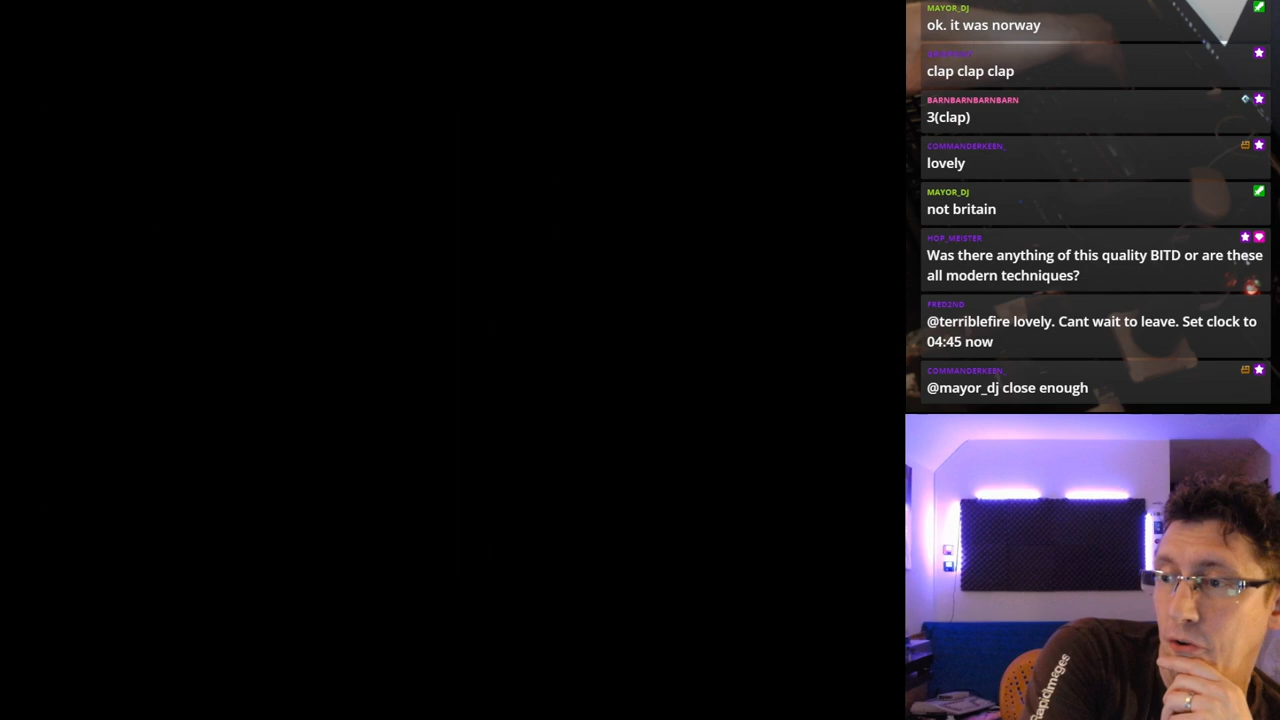 MAYOR_DJ
ok. it was norway
clap clap clap
BARNBARNBARNBARN
3(clap)
COMMANDERKEEN_
lovely
MAYOR_DJ
not britain
HOP_MEISTER
Was there anything of this quality BITD or are these
all modern techniques?
FRED2ND
@terriblefire lovely. Cant wait to leave. Set clock to
04:45 now
COMMANDERKEEN_
@mayor_dj close enough
RapidImages